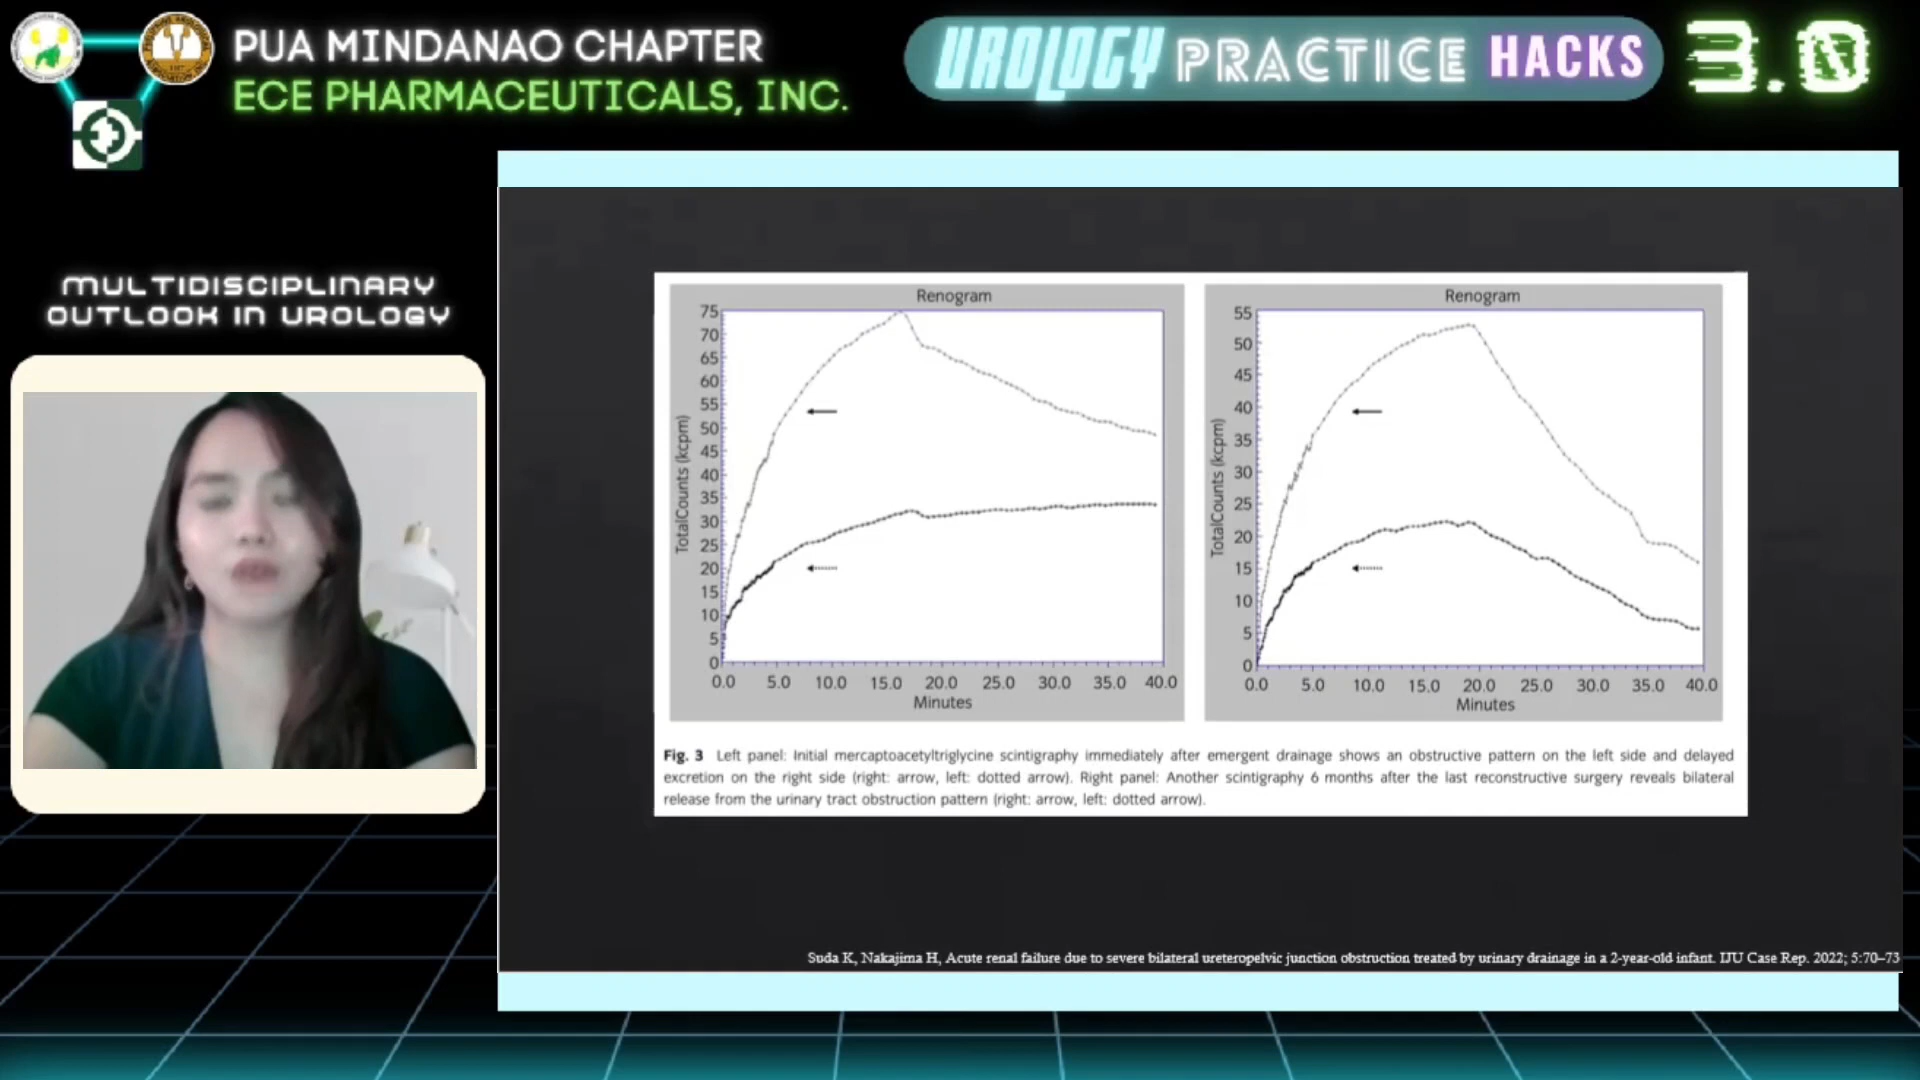 PUA MINDANAO CHAPTER
ECE PHARMACEUTICALS, INC.
UROLOGY PRACTICE HACKS 3.0
MULTIDISCIPLINARY
OUTLOOK IN UROLOGY
Renogram
75
70
65
60
55
50
45
40
35
30
25
20
15
10
5
0
TotalCounts (kcpm)
0.0 5.0 10.0 15.0 20.0 25.0 30.0 35.0 40.0
Minutes
Renogram
55
50
45
40
35
30
25
20
15
10
5
0
TotalCounts (kcpm)
0.0 5.0 10.0 15.0 20.0 25.0 30.0 35.0 40.0
Minutes
Fig. 3 Left panel: Initial mercaptoacetyltriglycine scintigraphy immediately after emergent drainage shows an obstructive pattern on the left side and delayed
excretion on the right side (right: arrow, left: dotted arrow). Right panel: Another scintigraphy 6 months after the last reconstructive surgery reveals bilateral
release from the urinary tract obstruction pattern (right: arrow, left: dotted arrow).
Suda K, Nakajima H, Acute renal failure due to severe bilateral ureteropelvic junction obstruction treated by urinary drainage in a 2-year-old infant. IJU Case Rep. 2022; 5:70–73